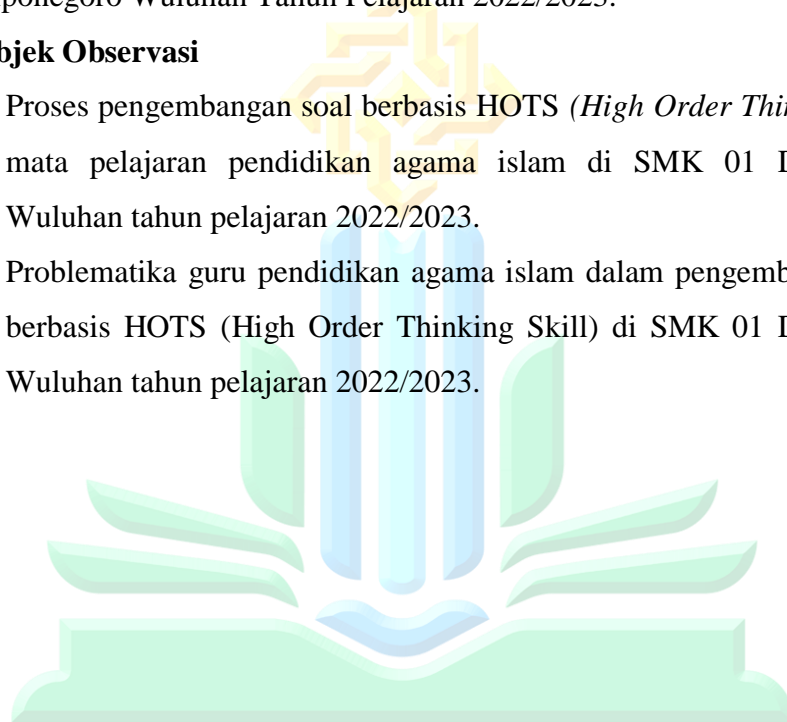 ponegoro Wuluhan Tahun Pelajaran 2022/2023.
bjek Observasi
Proses pengembangan soal berbasis HOTS (High Order Thin
mata pelajaran pendidikan agama islam di SMK 01 D
Wuluhan tahun pelajaran 2022/2023.
Problematika guru pendidikan agama islam dalam pengemb
berbasis HOTS (High Order Thinking Skill) di SMK 01 D
Wuluhan tahun pelajaran 2022/2023.